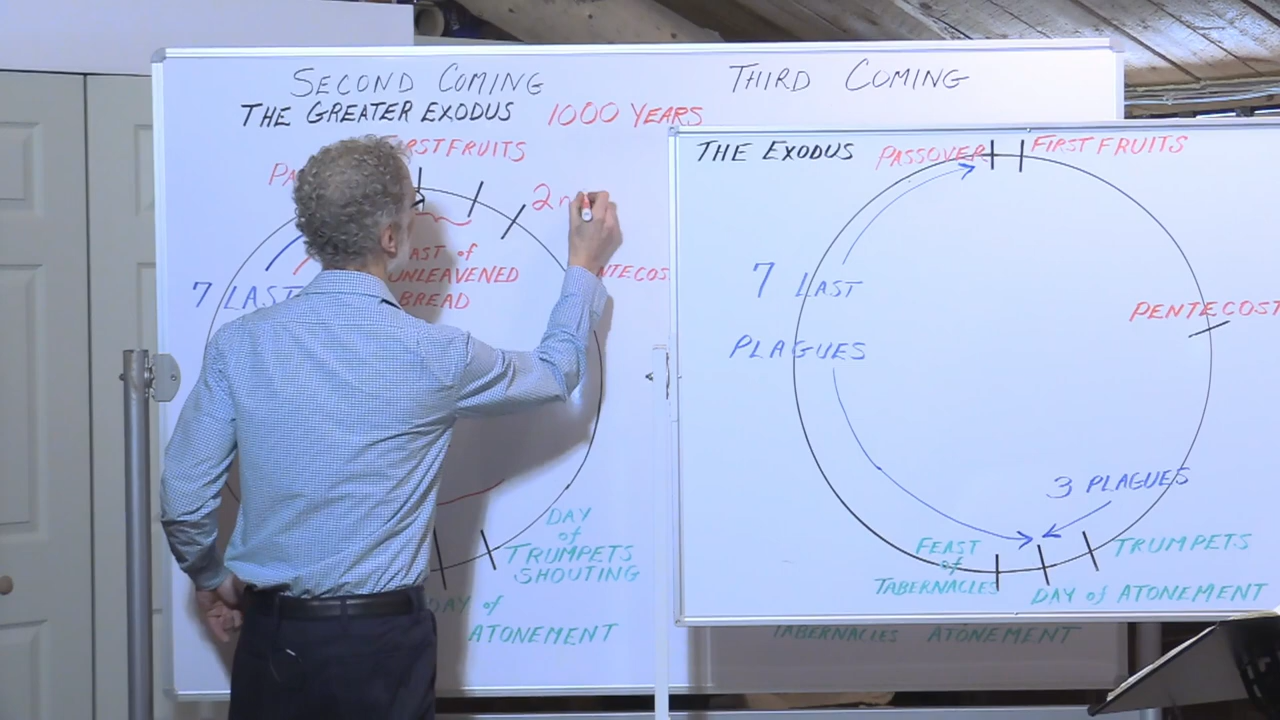 SECOND COMING
THIRD COMING
THE GREATER EXODUS 1000 YEARS
FRUITS
2n
AST of
UNLEAVENED
BREAD
7 LAST
DAY
of
TRUMPETS
SHOUTING
DAY of
ATONEMENT
THE EXODUS PASSOVER FIRST FRUITS
7 LAST
PLAGUES
PENTECOST
3 PLAGUES
FEAST
of
TABERNACLES
TRUMPETS
DAY of ATONEMENT
TABERNACLES ATONEMENT